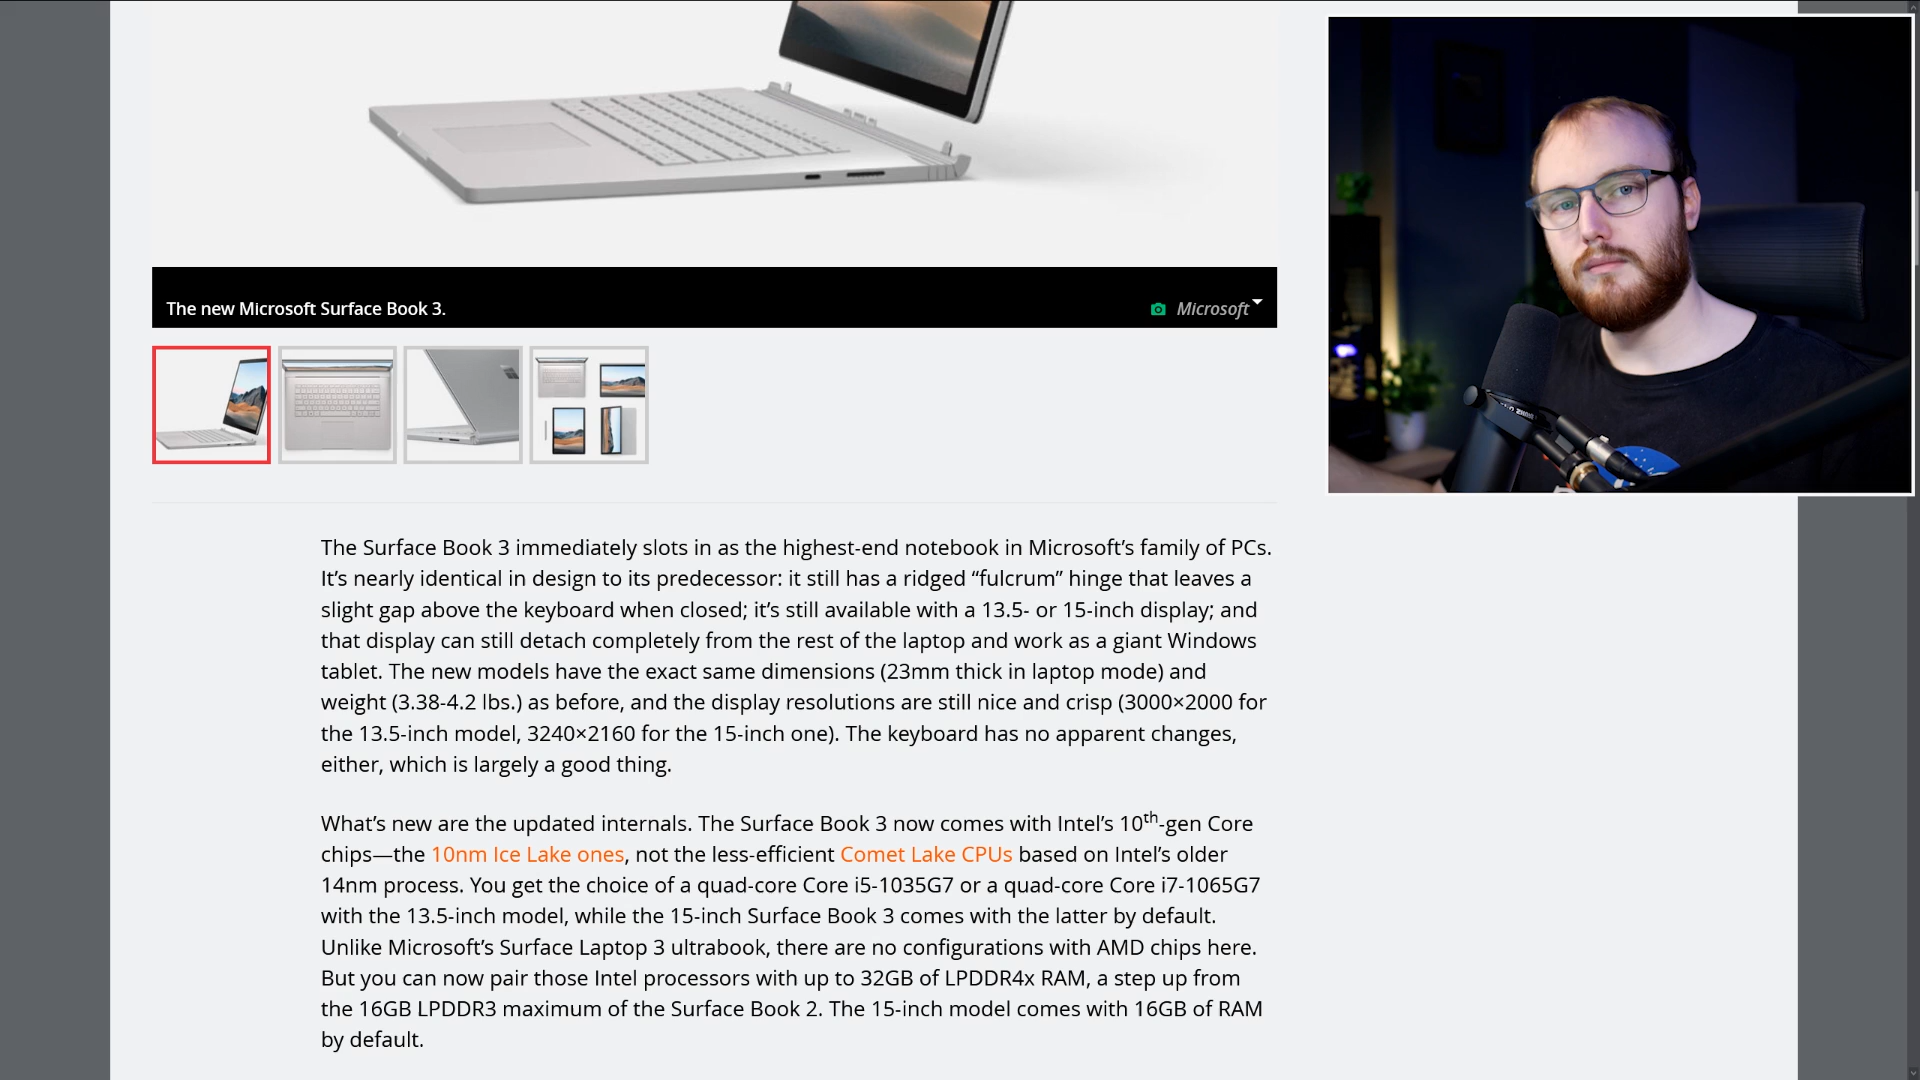 The new Microsoft Surface Book 3.
Microsoft
The Surface Book 3 immediately slots in as the highest-end notebook in Microsoft’s family of PCs.
It’s nearly identical in design to its predecessor: it still has a ridged “fulcrum” hinge that leaves a
slight gap above the keyboard when closed; it’s still available with a 13.5- or 15-inch display; and
that display can still detach completely from the rest of the laptop and work as a giant Windows
tablet. The new models have the exact same dimensions (23mm thick in laptop mode) and
weight (3.38-4.2 lbs.) as before, and the display resolutions are still nice and crisp (3000×2000 for
the 13.5-inch model, 3240×2160 for the 15-inch one). The keyboard has no apparent changes,
either, which is largely a good thing.
What’s new are the updated internals. The Surface Book 3 now comes with Intel’s 10th-gen Core
chips—the 10nm Ice Lake ones, not the less-efficient Comet Lake CPUs based on Intel’s older
14nm process. You get the choice of a quad-core Core i5-1035G7 or a quad-core Core i7-1065G7
with the 13.5-inch model, while the 15-inch Surface Book 3 comes with the latter by default.
Unlike Microsoft’s Surface Laptop 3 ultrabook, there are no configurations with AMD chips here.
But you can now pair those Intel processors with up to 32GB of LPDDR4x RAM, a step up from
the 16GB LPDDR3 maximum of the Surface Book 2. The 15-inch model comes with 16GB of RAM
by default.